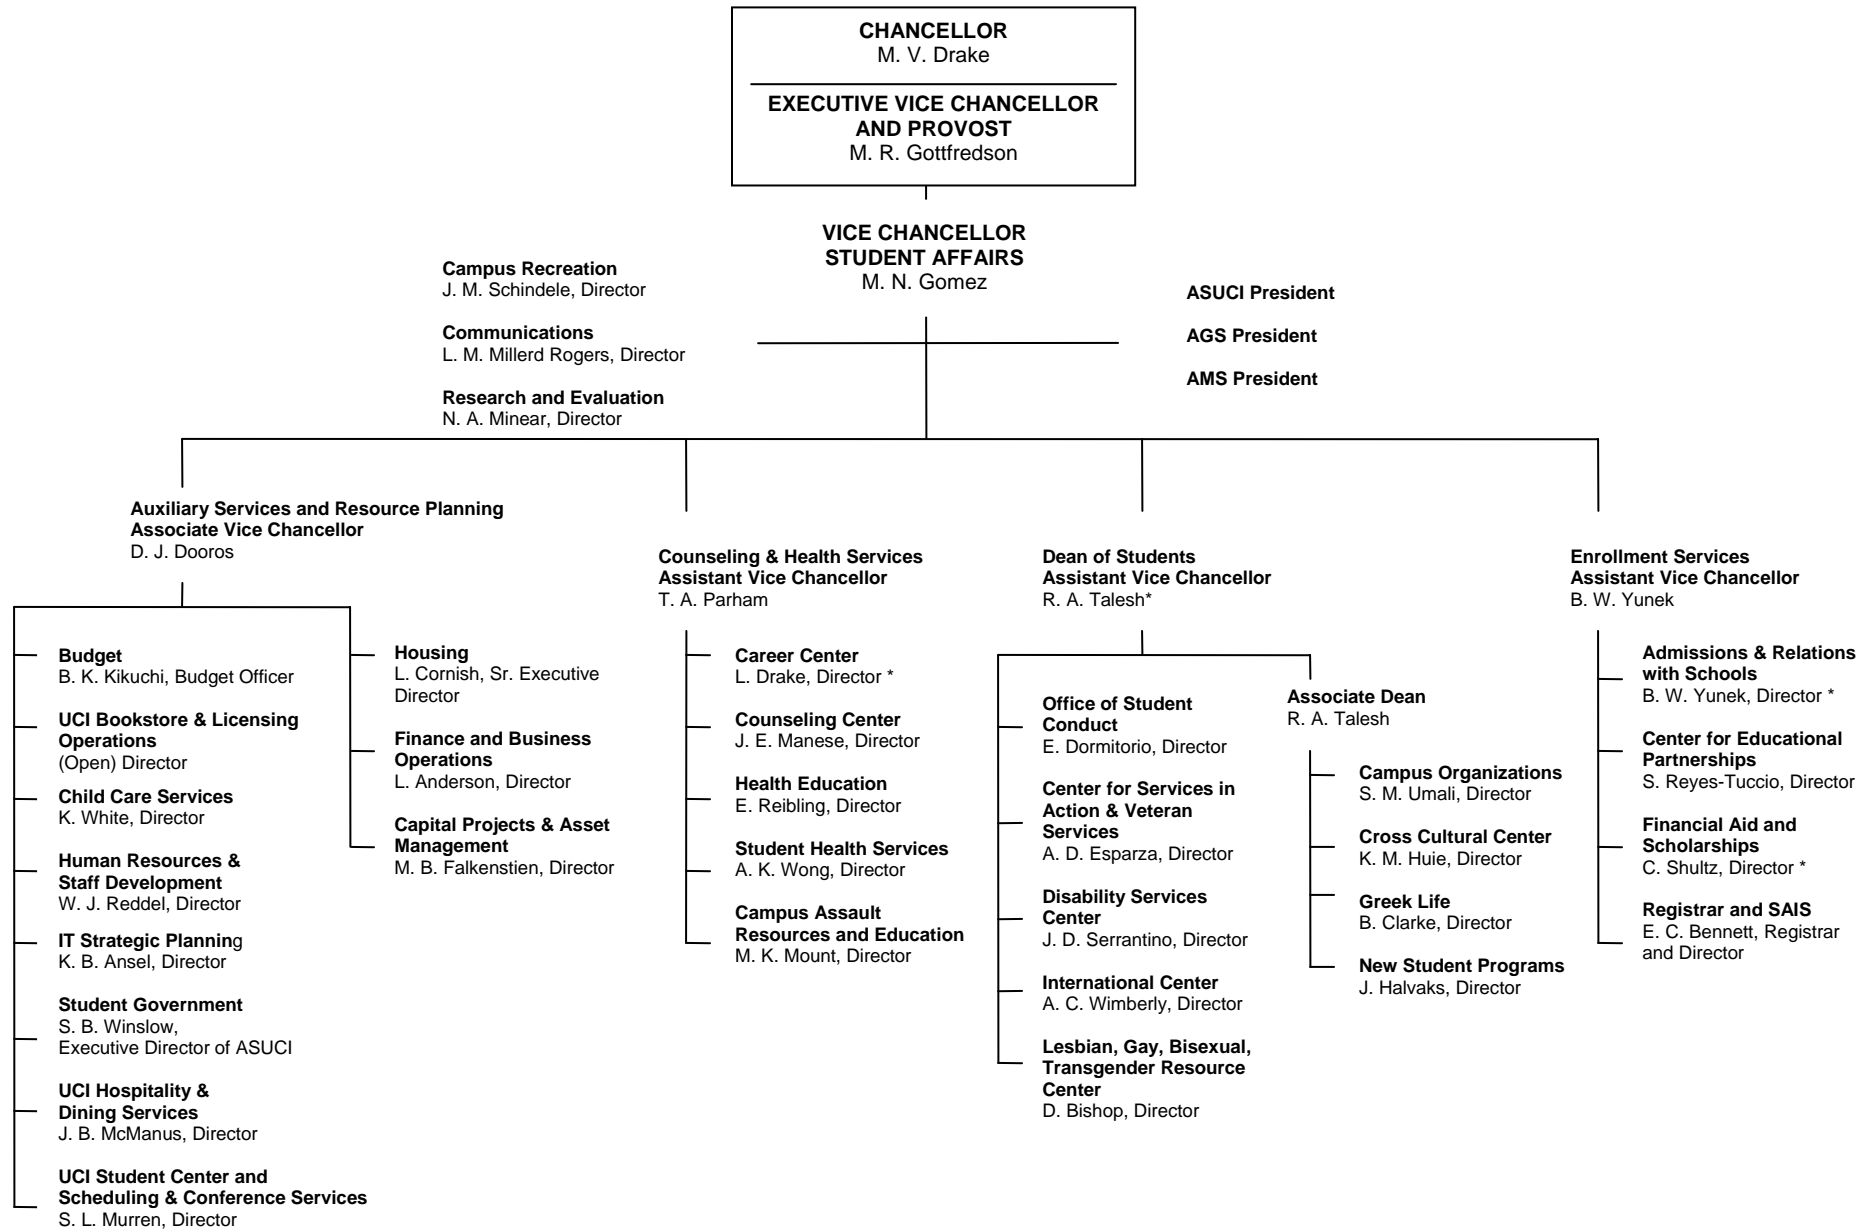 CHANCELLOR
M. V. Drake
EXECUTIVE VICE CHANCELLOR
AND PROVOST
M. R. Gottfredson
VICE CHANCELLOR
STUDENT AFFAIRS
M. N. Gomez
Campus Recreation
J. M. Schindele, Director
Communications
L. M. Millerd Rogers, Director
Research and Evaluation
N. A. Minear, Director
ASUCI President
AGS President
AMS President
Auxiliary Services and Resource Planning
Associate Vice Chancellor
D. J. Dooros
Budget
B. K. Kikuchi, Budget Officer
UCI Bookstore & Licensing
Operations
(Open) Director
Child Care Services
K. White, Director
Human Resources &
Staff Development
W. J. Reddel, Director
IT Strategic Planning
K. B. Ansel, Director
Student Government
S. B. Winslow,
Executive Director of ASUCI
UCI Hospitality &
Dining Services
J. B. McManus, Director
UCI Student Center and
Scheduling & Conference Services
S. L. Murren, Director
Housing
L. Cornish, Sr. Executive
Director
Finance and Business
Operations
L. Anderson, Director
Capital Projects & Asset
Management
M. B. Falkenstien, Director
Counseling & Health Services
Assistant Vice Chancellor
T. A. Parham
Career Center
L. Drake, Director *
Counseling Center
J. E. Manese, Director
Health Education
E. Reibling, Director
Student Health Services
A. K. Wong, Director
Campus Assault
Resources and Education
M. K. Mount, Director
Dean of Students
Assistant Vice Chancellor
R. A. Talesh*
Office of Student
Conduct
E. Dormitorio, Director
Center for Services in
Action & Veteran
Services
A. D. Esparza, Director
Disability Services
Center
J. D. Serrantino, Director
International Center
A. C. Wimberly, Director
Lesbian, Gay, Bisexual,
Transgender Resource
Center
D. Bishop, Director
Associate Dean
R. A. Talesh
Campus Organizations
S. M. Umali, Director
Cross Cultural Center
K. M. Huie, Director
Greek Life
B. Clarke, Director
New Student Programs
J. Halvaks, Director
Enrollment Services
Assistant Vice Chancellor
B. W. Yunek
Admissions & Relations
with Schools
B. W. Yunek, Director *
Center for Educational
Partnerships
S. Reyes-Tuccio, Director
Financial Aid and
Scholarships
C. Shultz, Director *
Registrar and SAIS
E. C. Bennett, Registrar
and Director